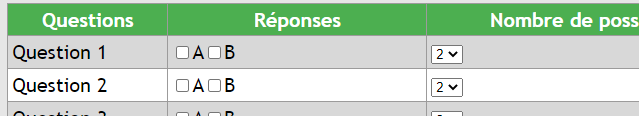 Questions Réponses Nombre de poss
Question 1 A B 2
Question 2 A B 2
A B